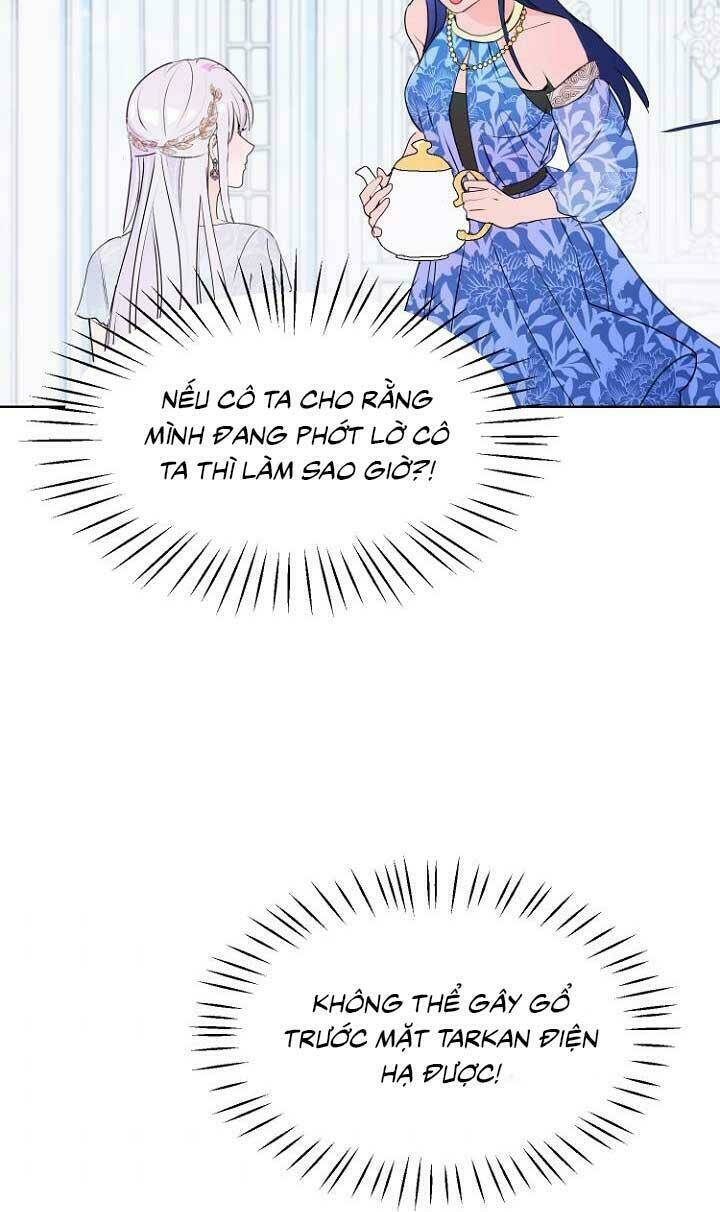 NẾU CÔ TA CHO RẰNG
MÌNH ĐANG PHỚT LỜ CÔ
TA THÌ LÀM SAO GIỜ?!
KHÔNG THỂ GÂY GỔ
TRƯỚC MẶT TARKAN ĐIỆN
HẠ ĐƯỢC!